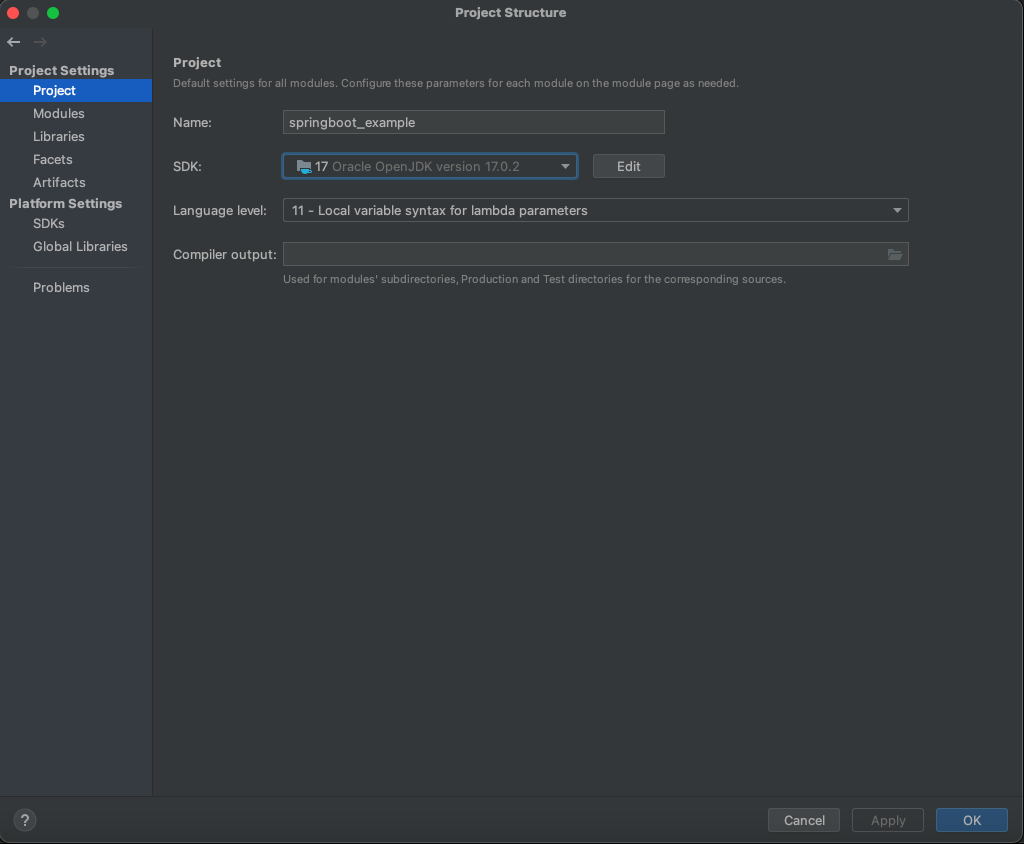 Project Structure
Project Settings
Project
Modules
Libraries
Facets
Artifacts
Platform Settings
SDKs
Global Libraries
Problems
Project
Default settings for all modules. Configure these parameters for each module on the module page as needed.
Name: springboot_example
SDK: 17 Oracle OpenJDK version 17.0.2 Edit
Language level: 11 - Local variable syntax for lambda parameters
Compiler output:
Used for modules' subdirectories, Production and Test directories for the corresponding sources.
? Cancel Apply OK